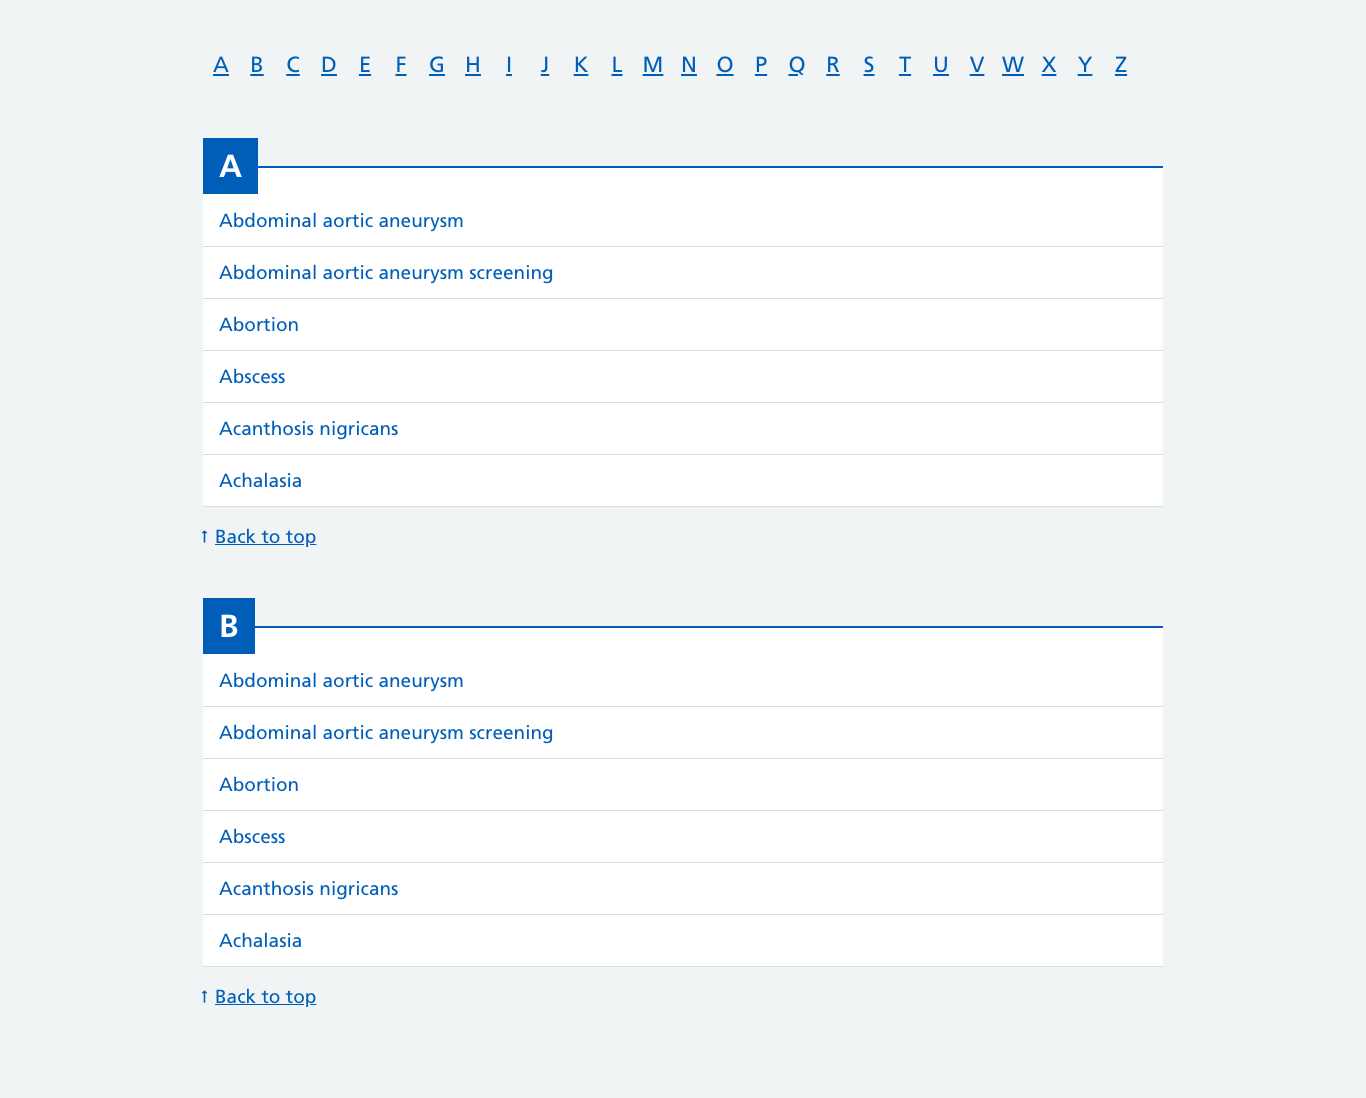 A B C D E F G H I J K L M N O P Q R S T U V W X Y Z
A
Abdominal aortic aneurysm
Abdominal aortic aneurysm screening
Abortion
Abscess
Acanthosis nigricans
Achalasia
↑ Back to top
B
Abdominal aortic aneurysm
Abdominal aortic aneurysm screening
Abortion
Abscess
Acanthosis nigricans
Achalasia
↑ Back to top